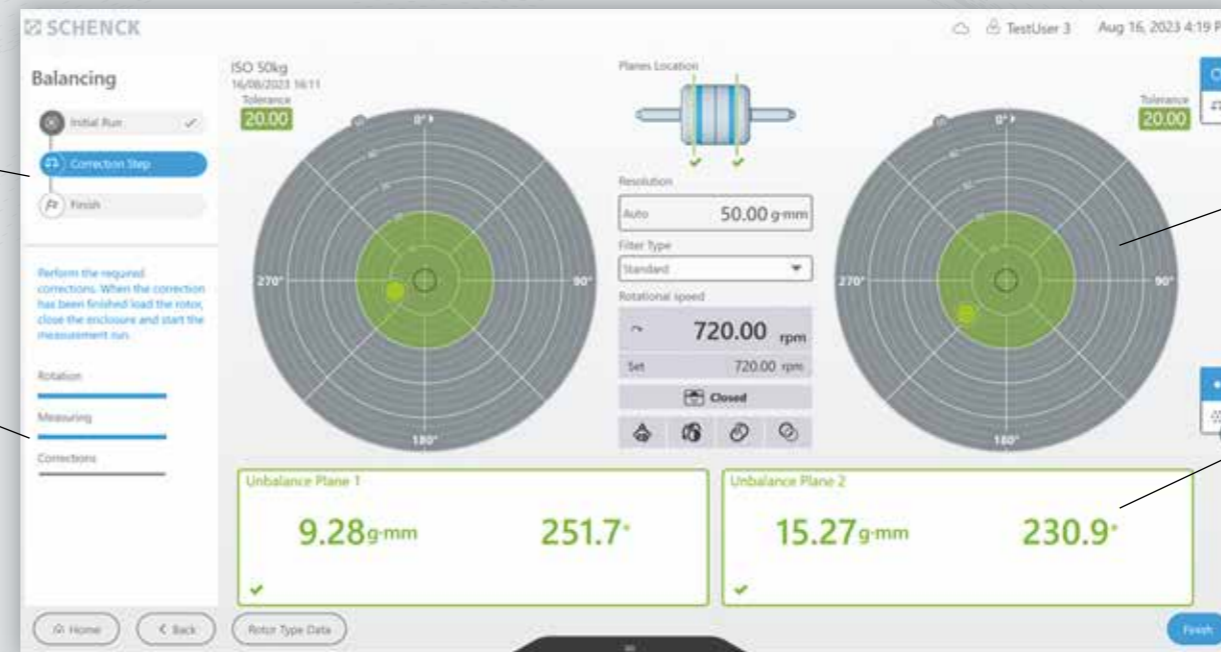 SCHENCK
TestUser 3
Aug 16, 2023 4:19 P
Balancing
Initial Run
Correction Step
Finish
Perform the required
corrections. When the correction
has been finished load the rotor,
close the enclosure and start the
measurement run.
Rotation
Measuring
Corrections
ISO 50kg
16/08/2023 16:11
Tolerance
20.00
0°
90°
180°
270°
Planes Location
Resolution
Auto 50.00 g-mm
Filter Type
Standard
Rotational speed
720.00 rpm
Set 720.00 rpm
Closed
Tolerance
20.00
0°
90°
180°
270°
Unbalance Plane 1
9.28 g-mm 251.7°
Unbalance Plane 2
15.27 g-mm 230.9°
Home
Back
Rotor Type Data
Finish